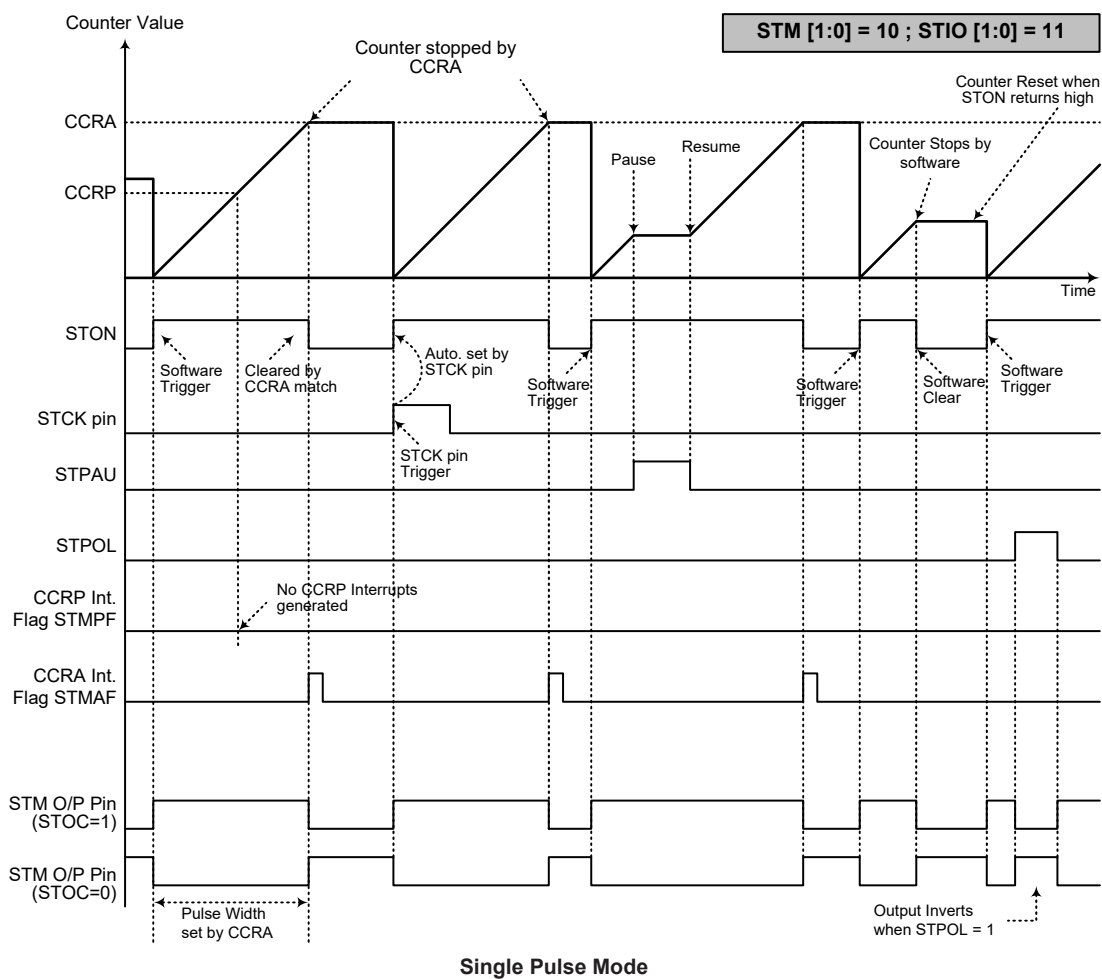 Counter Value
STM [1:0] = 10 ; STIO [1:0] = 11
Counter stopped by
CCRA
Counter Reset when
STON returns high
CCRA
Counter Stops by
software
Pause
Resume
CCRP
Time
STON
Software
Trigger
Cleared by
CCRA match
Auto. set by
STCK pin
Software
Trigger
Software
Trigger
Software
Clear
Software
Trigger
STCK pin
STCK pin
Trigger
STPAU
STPOL
CCRP Int.
Flag STMPF
No CCRP Interrupts
generated
CCRA Int.
Flag STMAF
STM O/P Pin
(STOC=1)
STM O/P Pin
(STOC=0)
Pulse Width
set by CCRA
Output Inverts
when STPOL = 1
Single Pulse Mode